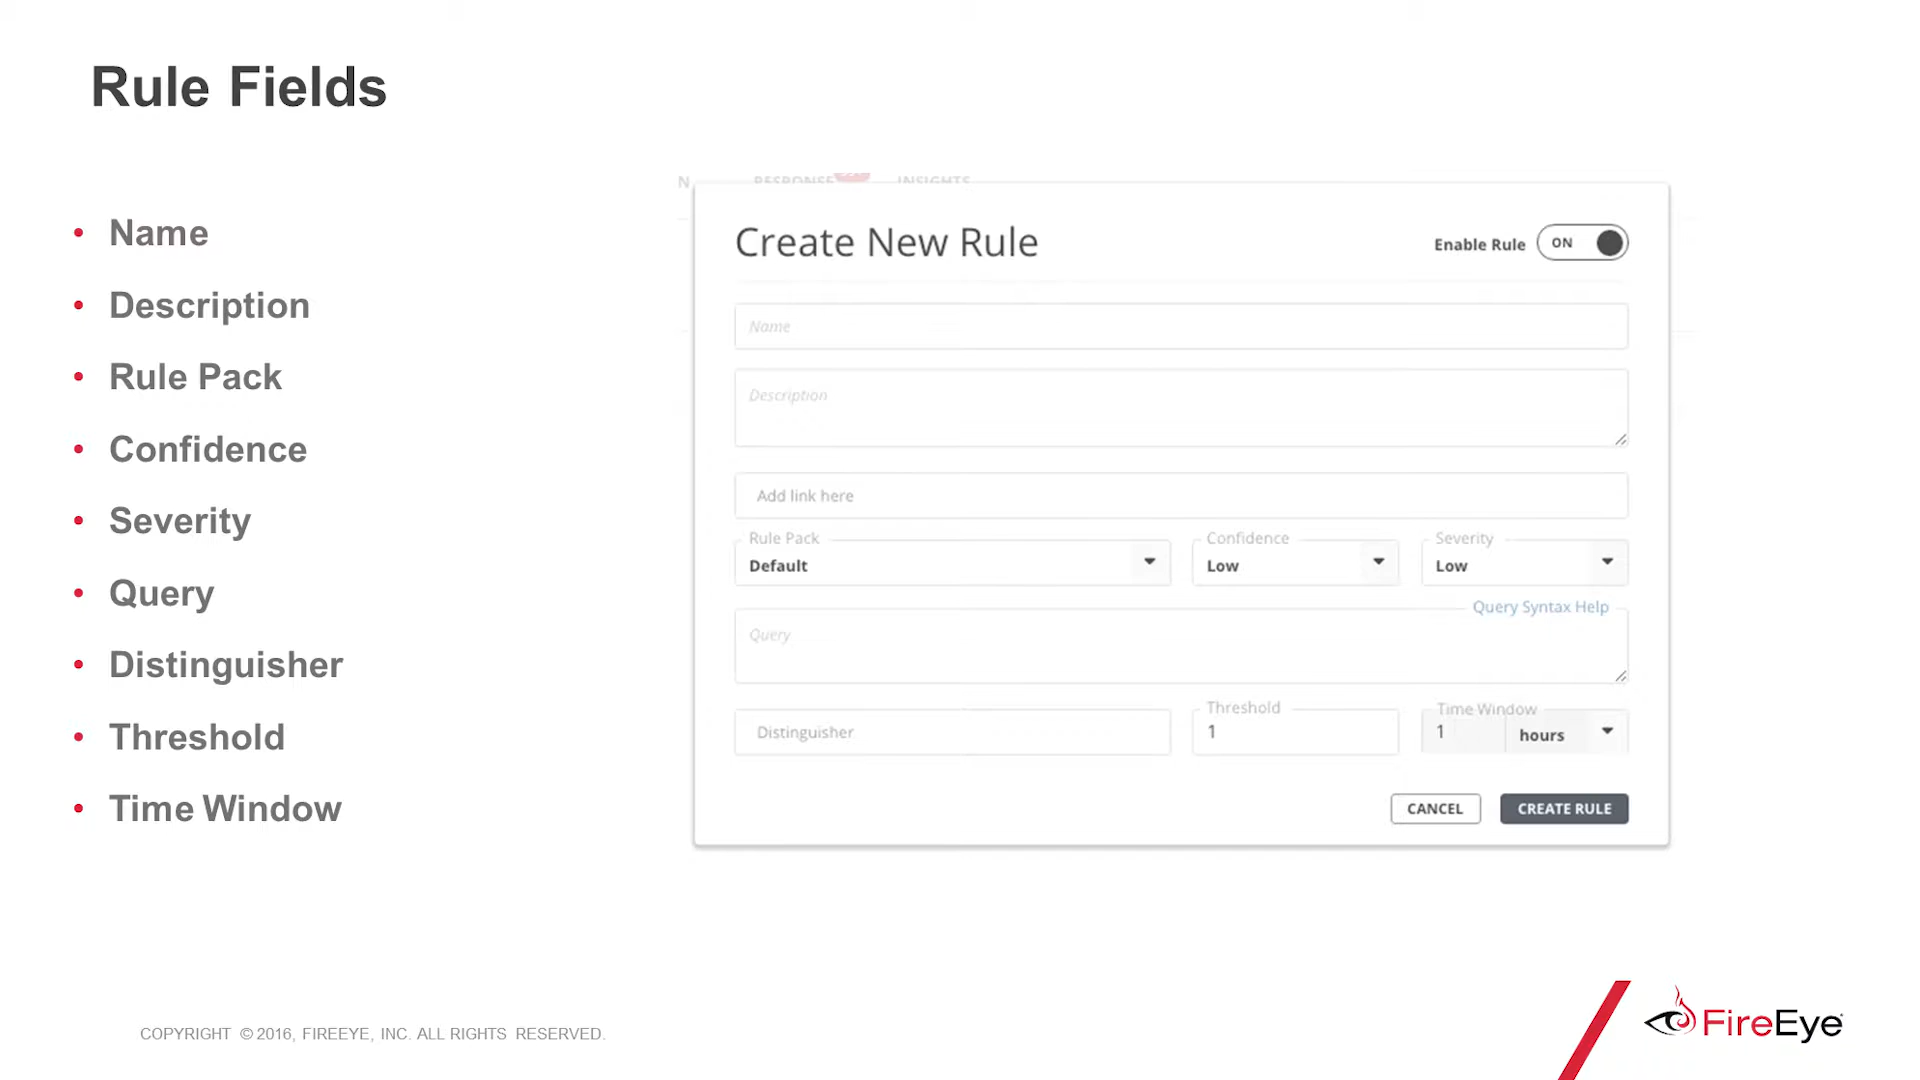 Rule Fields
• Name
• Description
• Rule Pack
• Confidence
• Severity
• Query
• Distinguisher
• Threshold
• Time Window
N RESPONSE INSIGHTS
Create New Rule
Enable Rule ON
Name
Description
Add link here
Rule Pack Confidence Severity
Default Low Low
Query Syntax Help
Query
Threshold Time Window
Distinguisher 1 1 hours
CANCEL CREATE RULE
COPYRIGHT © 2016, FIREEYE, INC. ALL RIGHTS RESERVED.
FireEye